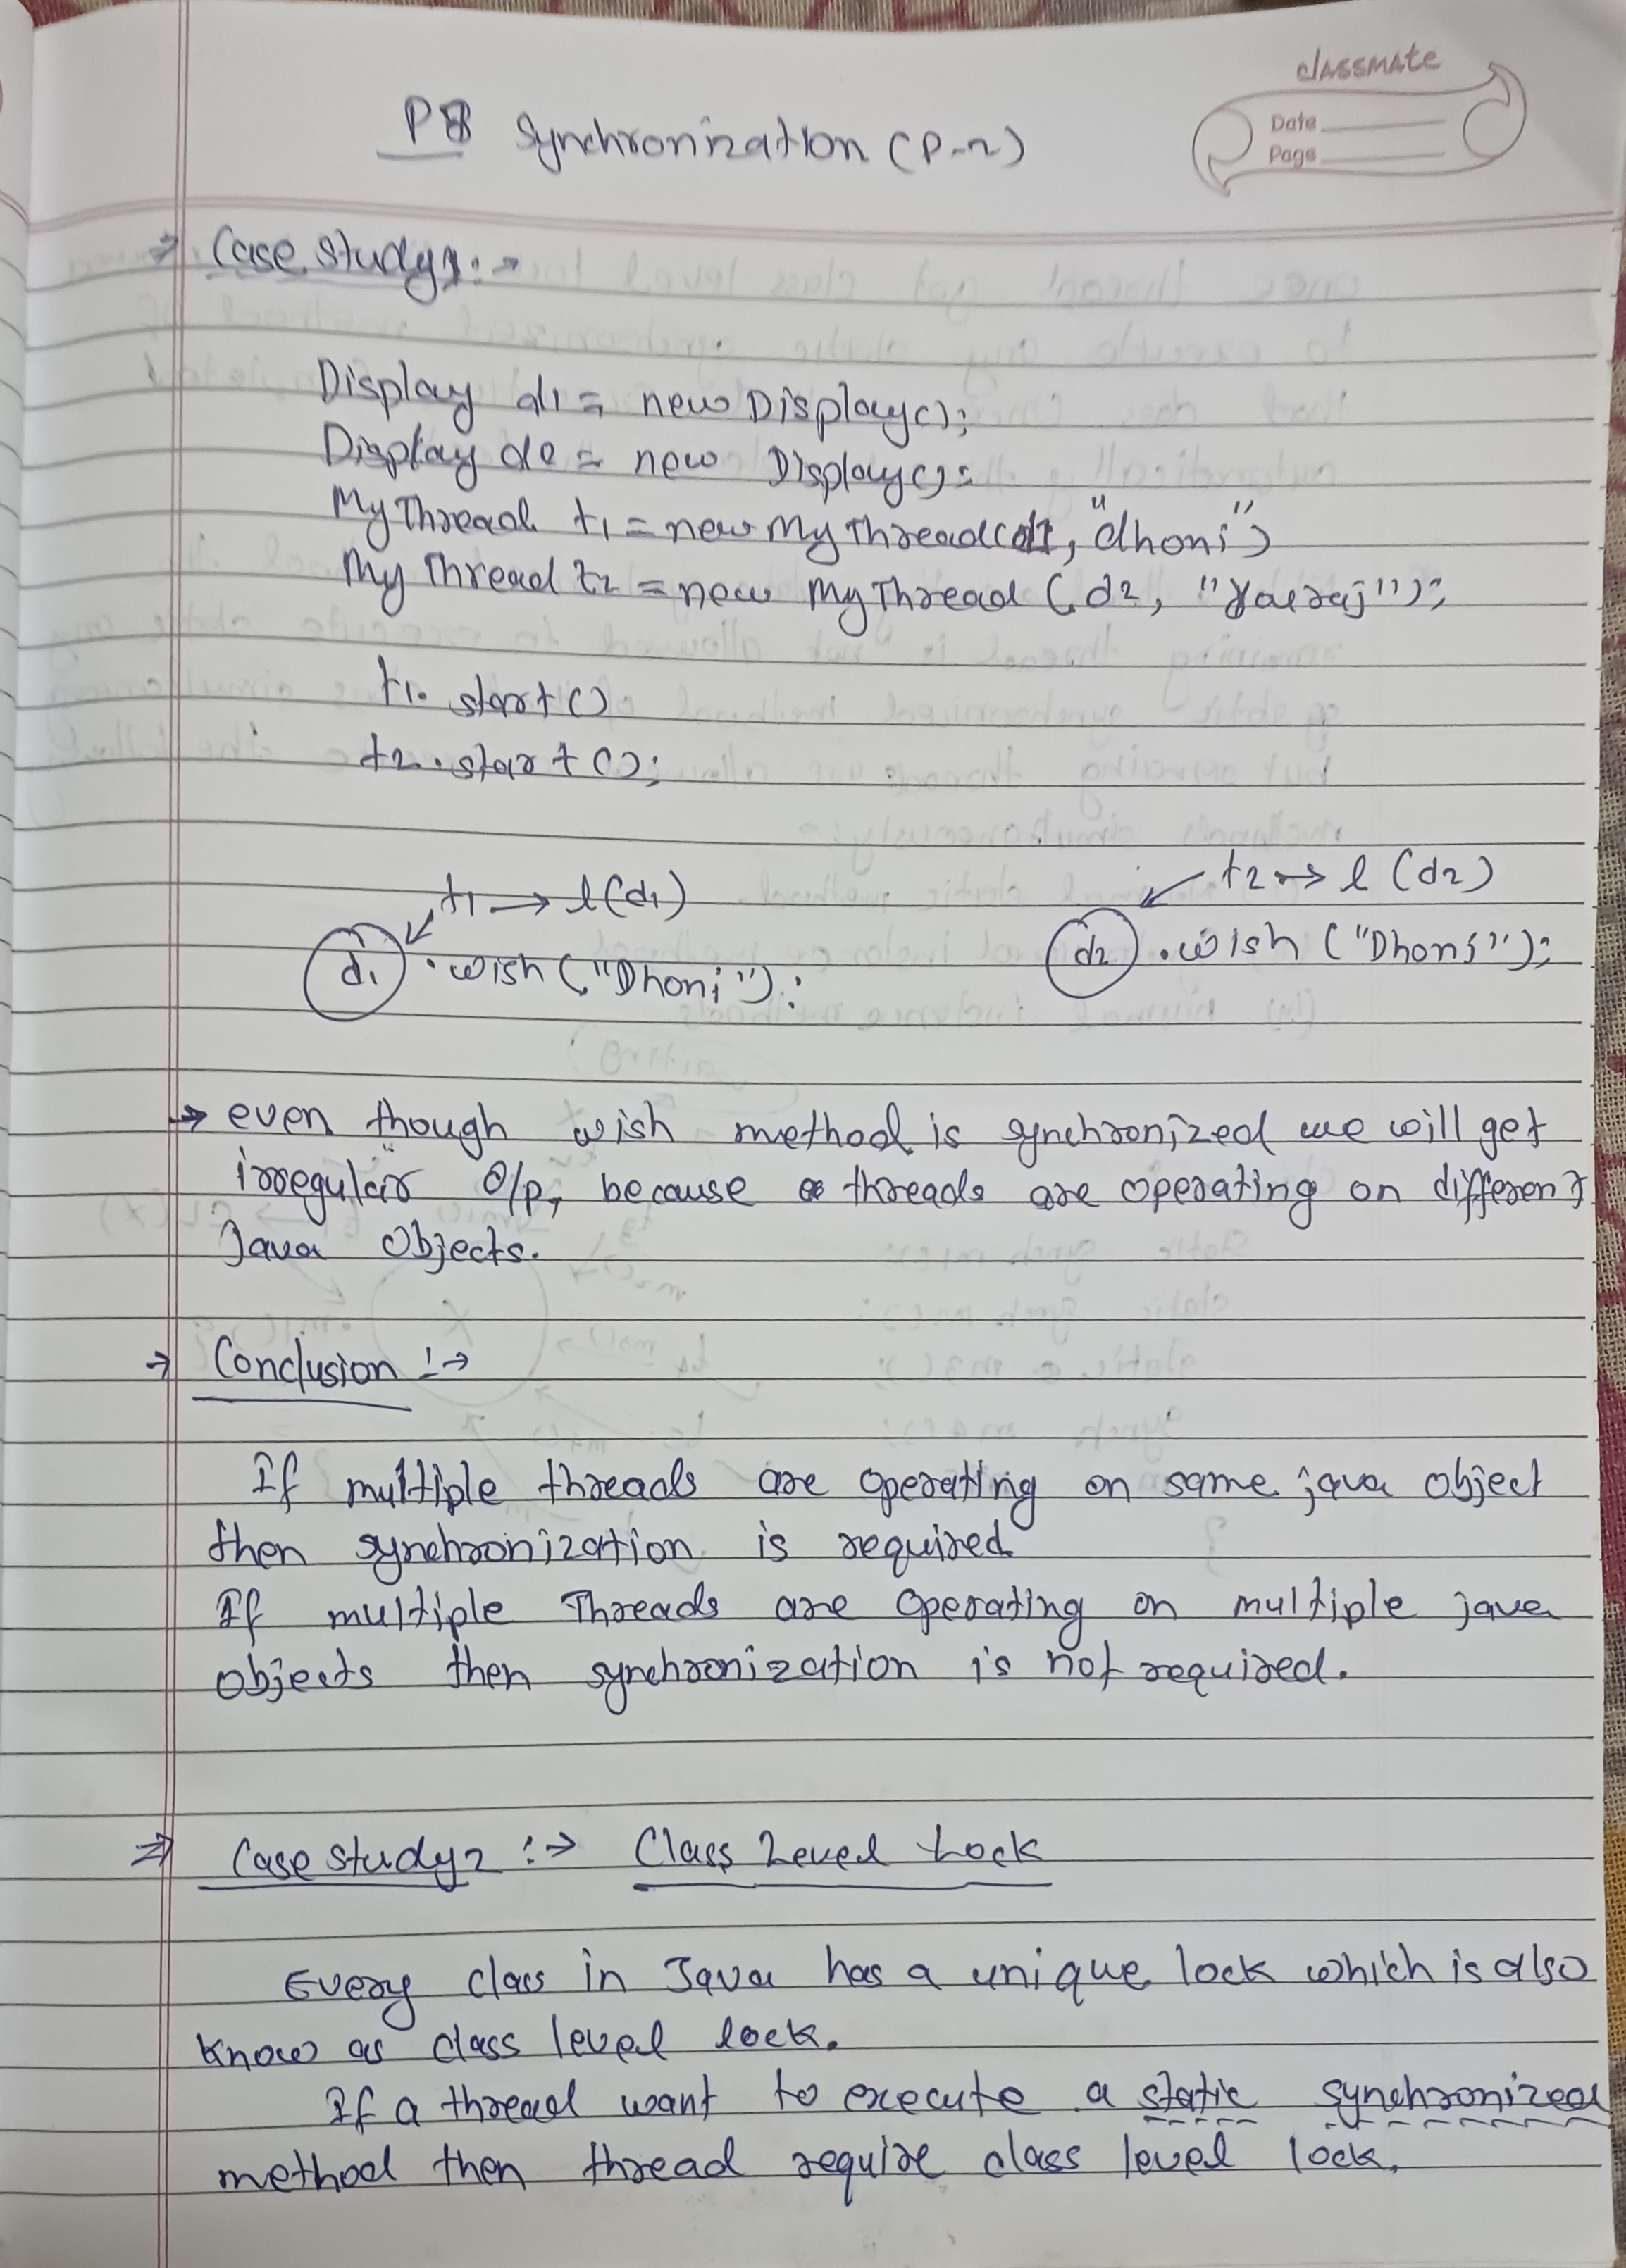 classmate
Date
Page
P8 Synchronization (P-2)
⇒ Case Study 1 :→
Display d1 = new Display();
Display d2 = new Display();
MyThread t1 = new MyThread(d1, "dhoni")
MyThread t2 = new MyThread (d2, "Yuvraj");
t1. start()
t2. start();
t1 → l(d1) t2 → l (d2)
d1 . wish ("Dhoni"); d2 . wish ("Dhoni");
→ even though wish method is synchronized we will get
irregular O/p, because threads are operating on different
Java Objects.
⇒ Conclusion :→
If multiple threads are operating on same java object
then synchronization is required
If multiple Threads are operating on multiple java
objects then synchronization is not required.
⇒ Case study 2 :→ Class Level Lock
Every class in Java has a unique lock which is also
know as class level lock.
If a thread want to execute a static synchronized
method then thread require class level lock.